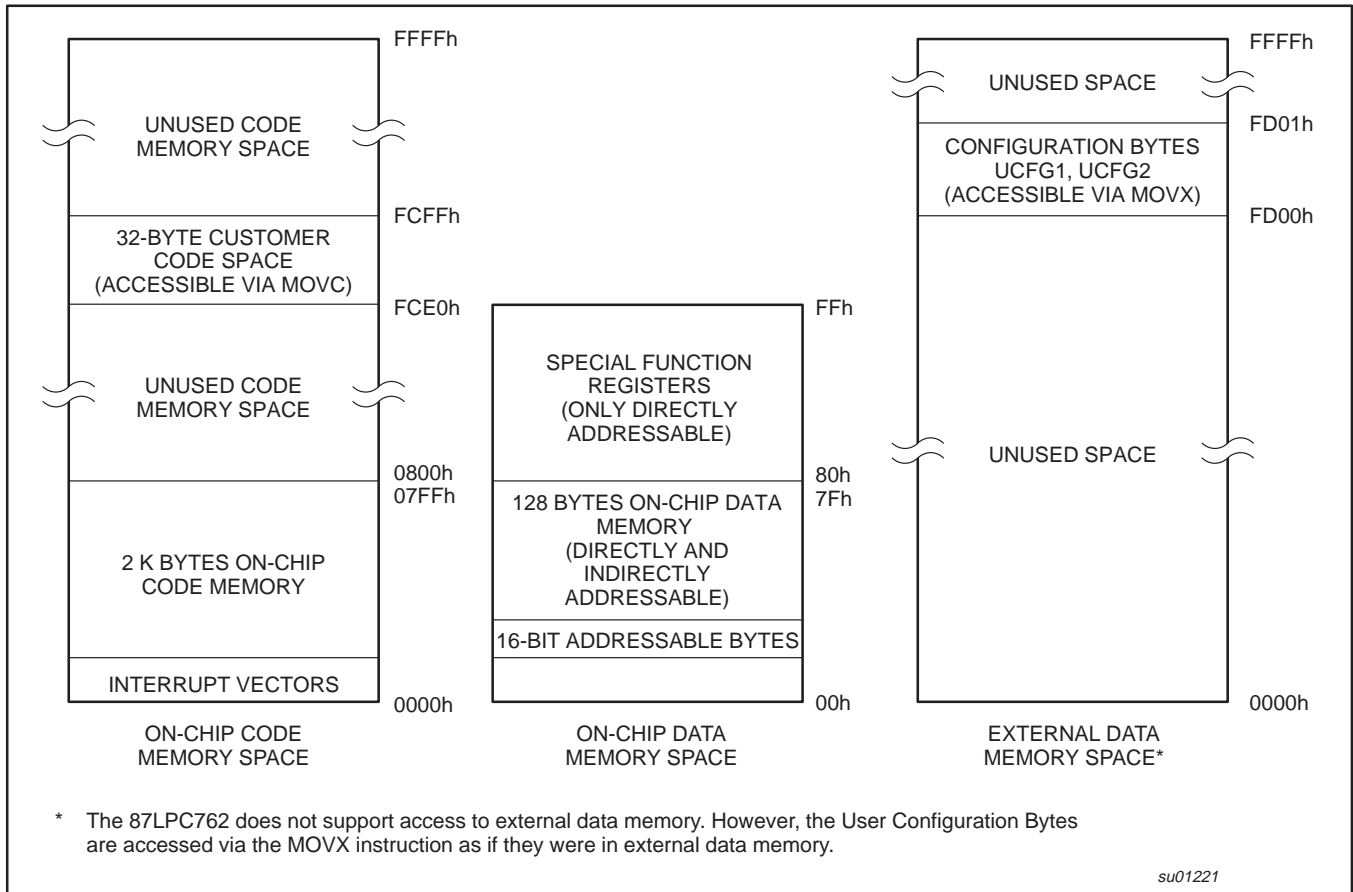 FFFFh
UNUSED CODE
MEMORY SPACE
FCFFh
32-BYTE CUSTOMER
CODE SPACE
(ACCESSIBLE VIA MOVC)
FCE0h
UNUSED CODE
MEMORY SPACE
0800h
07FFh
2 K BYTES ON-CHIP
CODE MEMORY
INTERRUPT VECTORS
0000h
ON-CHIP CODE
MEMORY SPACE
FFh
SPECIAL FUNCTION
REGISTERS
(ONLY DIRECTLY
ADDRESSABLE)
80h
7Fh
128 BYTES ON-CHIP DATA
MEMORY
(DIRECTLY AND
INDIRECTLY
ADDRESSABLE)
16-BIT ADDRESSABLE BYTES
00h
ON-CHIP DATA
MEMORY SPACE
FFFFh
UNUSED SPACE
FD01h
CONFIGURATION BYTES
UCFG1, UCFG2
(ACCESSIBLE VIA MOVX)
FD00h
UNUSED SPACE
0000h
EXTERNAL DATA
MEMORY SPACE*
* The 87LPC762 does not support access to external data memory. However, the User Configuration Bytes
are accessed via the MOVX instruction as if they were in external data memory.
su01221